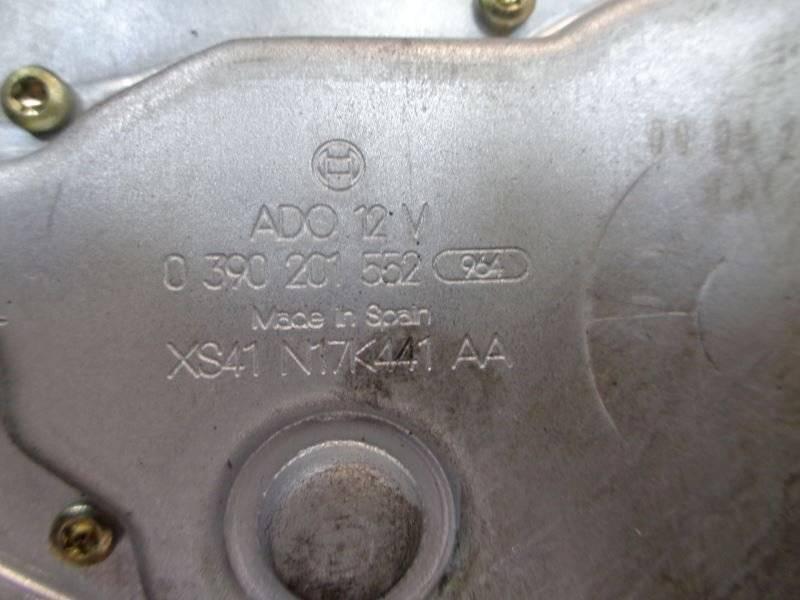 ADO 12 V
0 390 201 552 964
Made in Spain
XS41 N17K441 AA